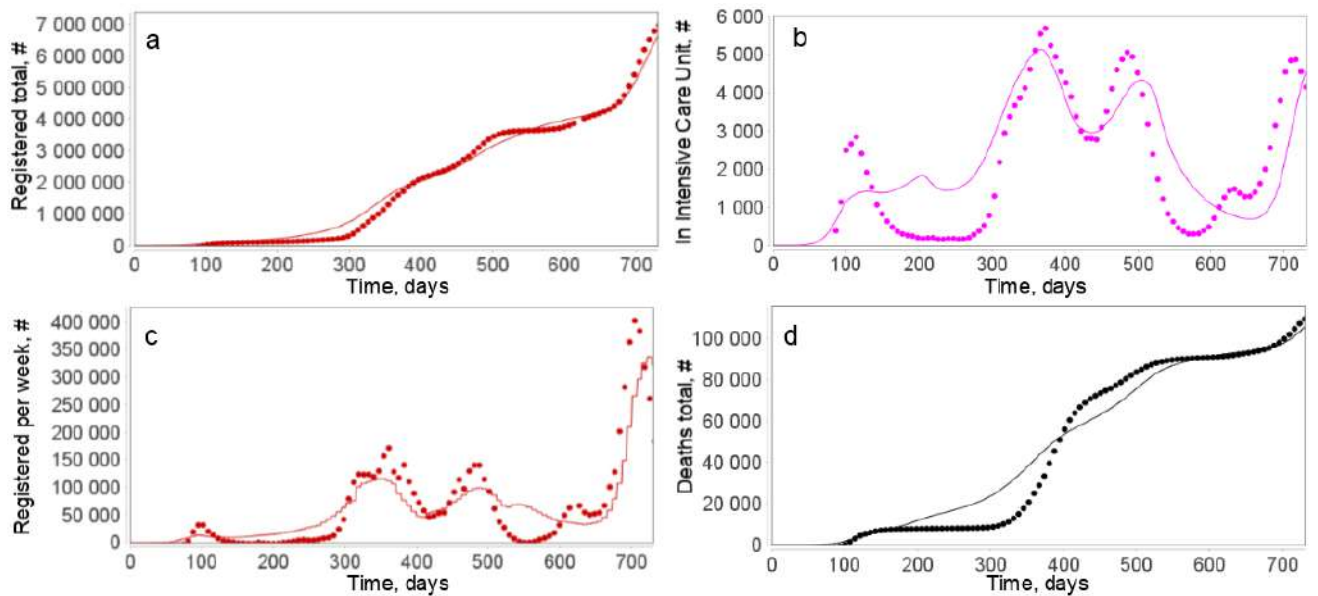 a
Registered total, #
7 000 000
6 000 000
5 000 000
4 000 000
3 000 000
2 000 000
1 000 000
0
0 100 200 300 400 500 600 700
Time, days
b
In Intensive Care Unit, #
6 000
5 000
4 000
3 000
2 000
1 000
0
0 100 200 300 400 500 600 700
Time, days
c
Registered per week, #
400 000
350 000
300 000
250 000
200 000
150 000
100 000
50 000
0
0 100 200 300 400 500 600 700
Time, days
d
Deaths total, #
100 000
80 000
60 000
40 000
20 000
0
0 100 200 300 400 500 600 700
Time, days